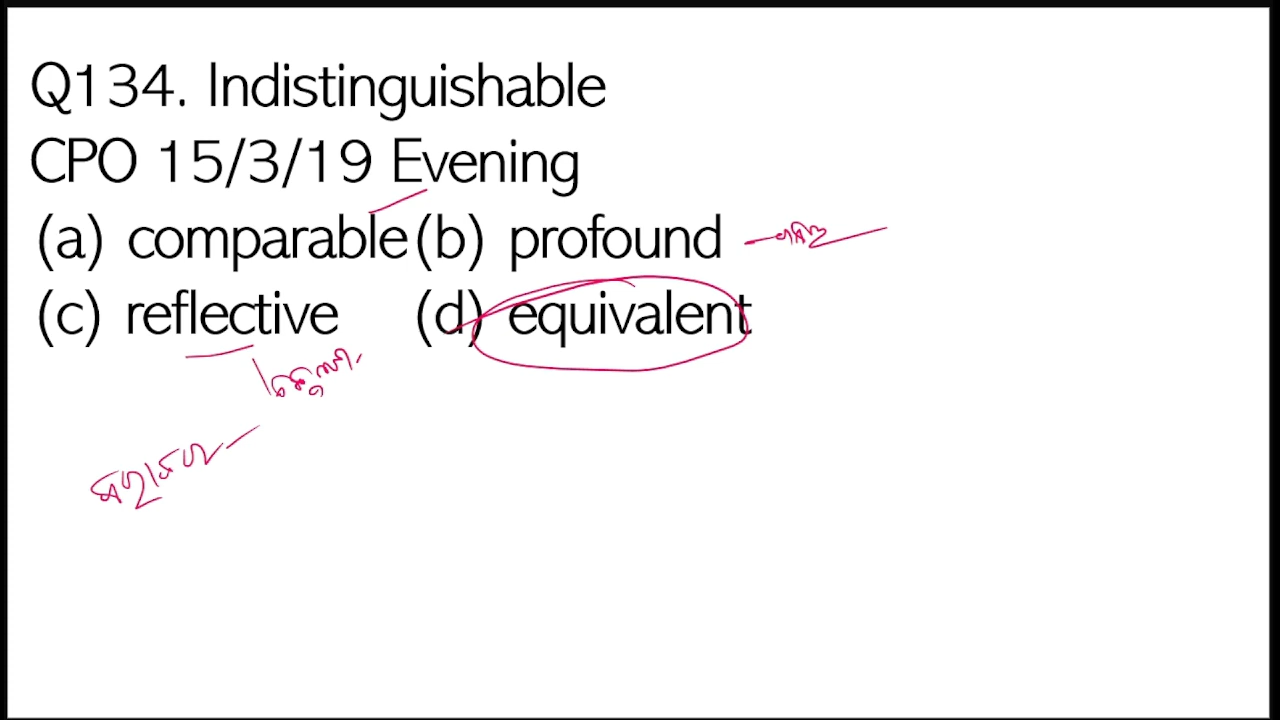 Q134. Indistinguishable
CPO 15/3/19 Evening
(a) comparable (b) profound
(c) reflective (d) equivalent